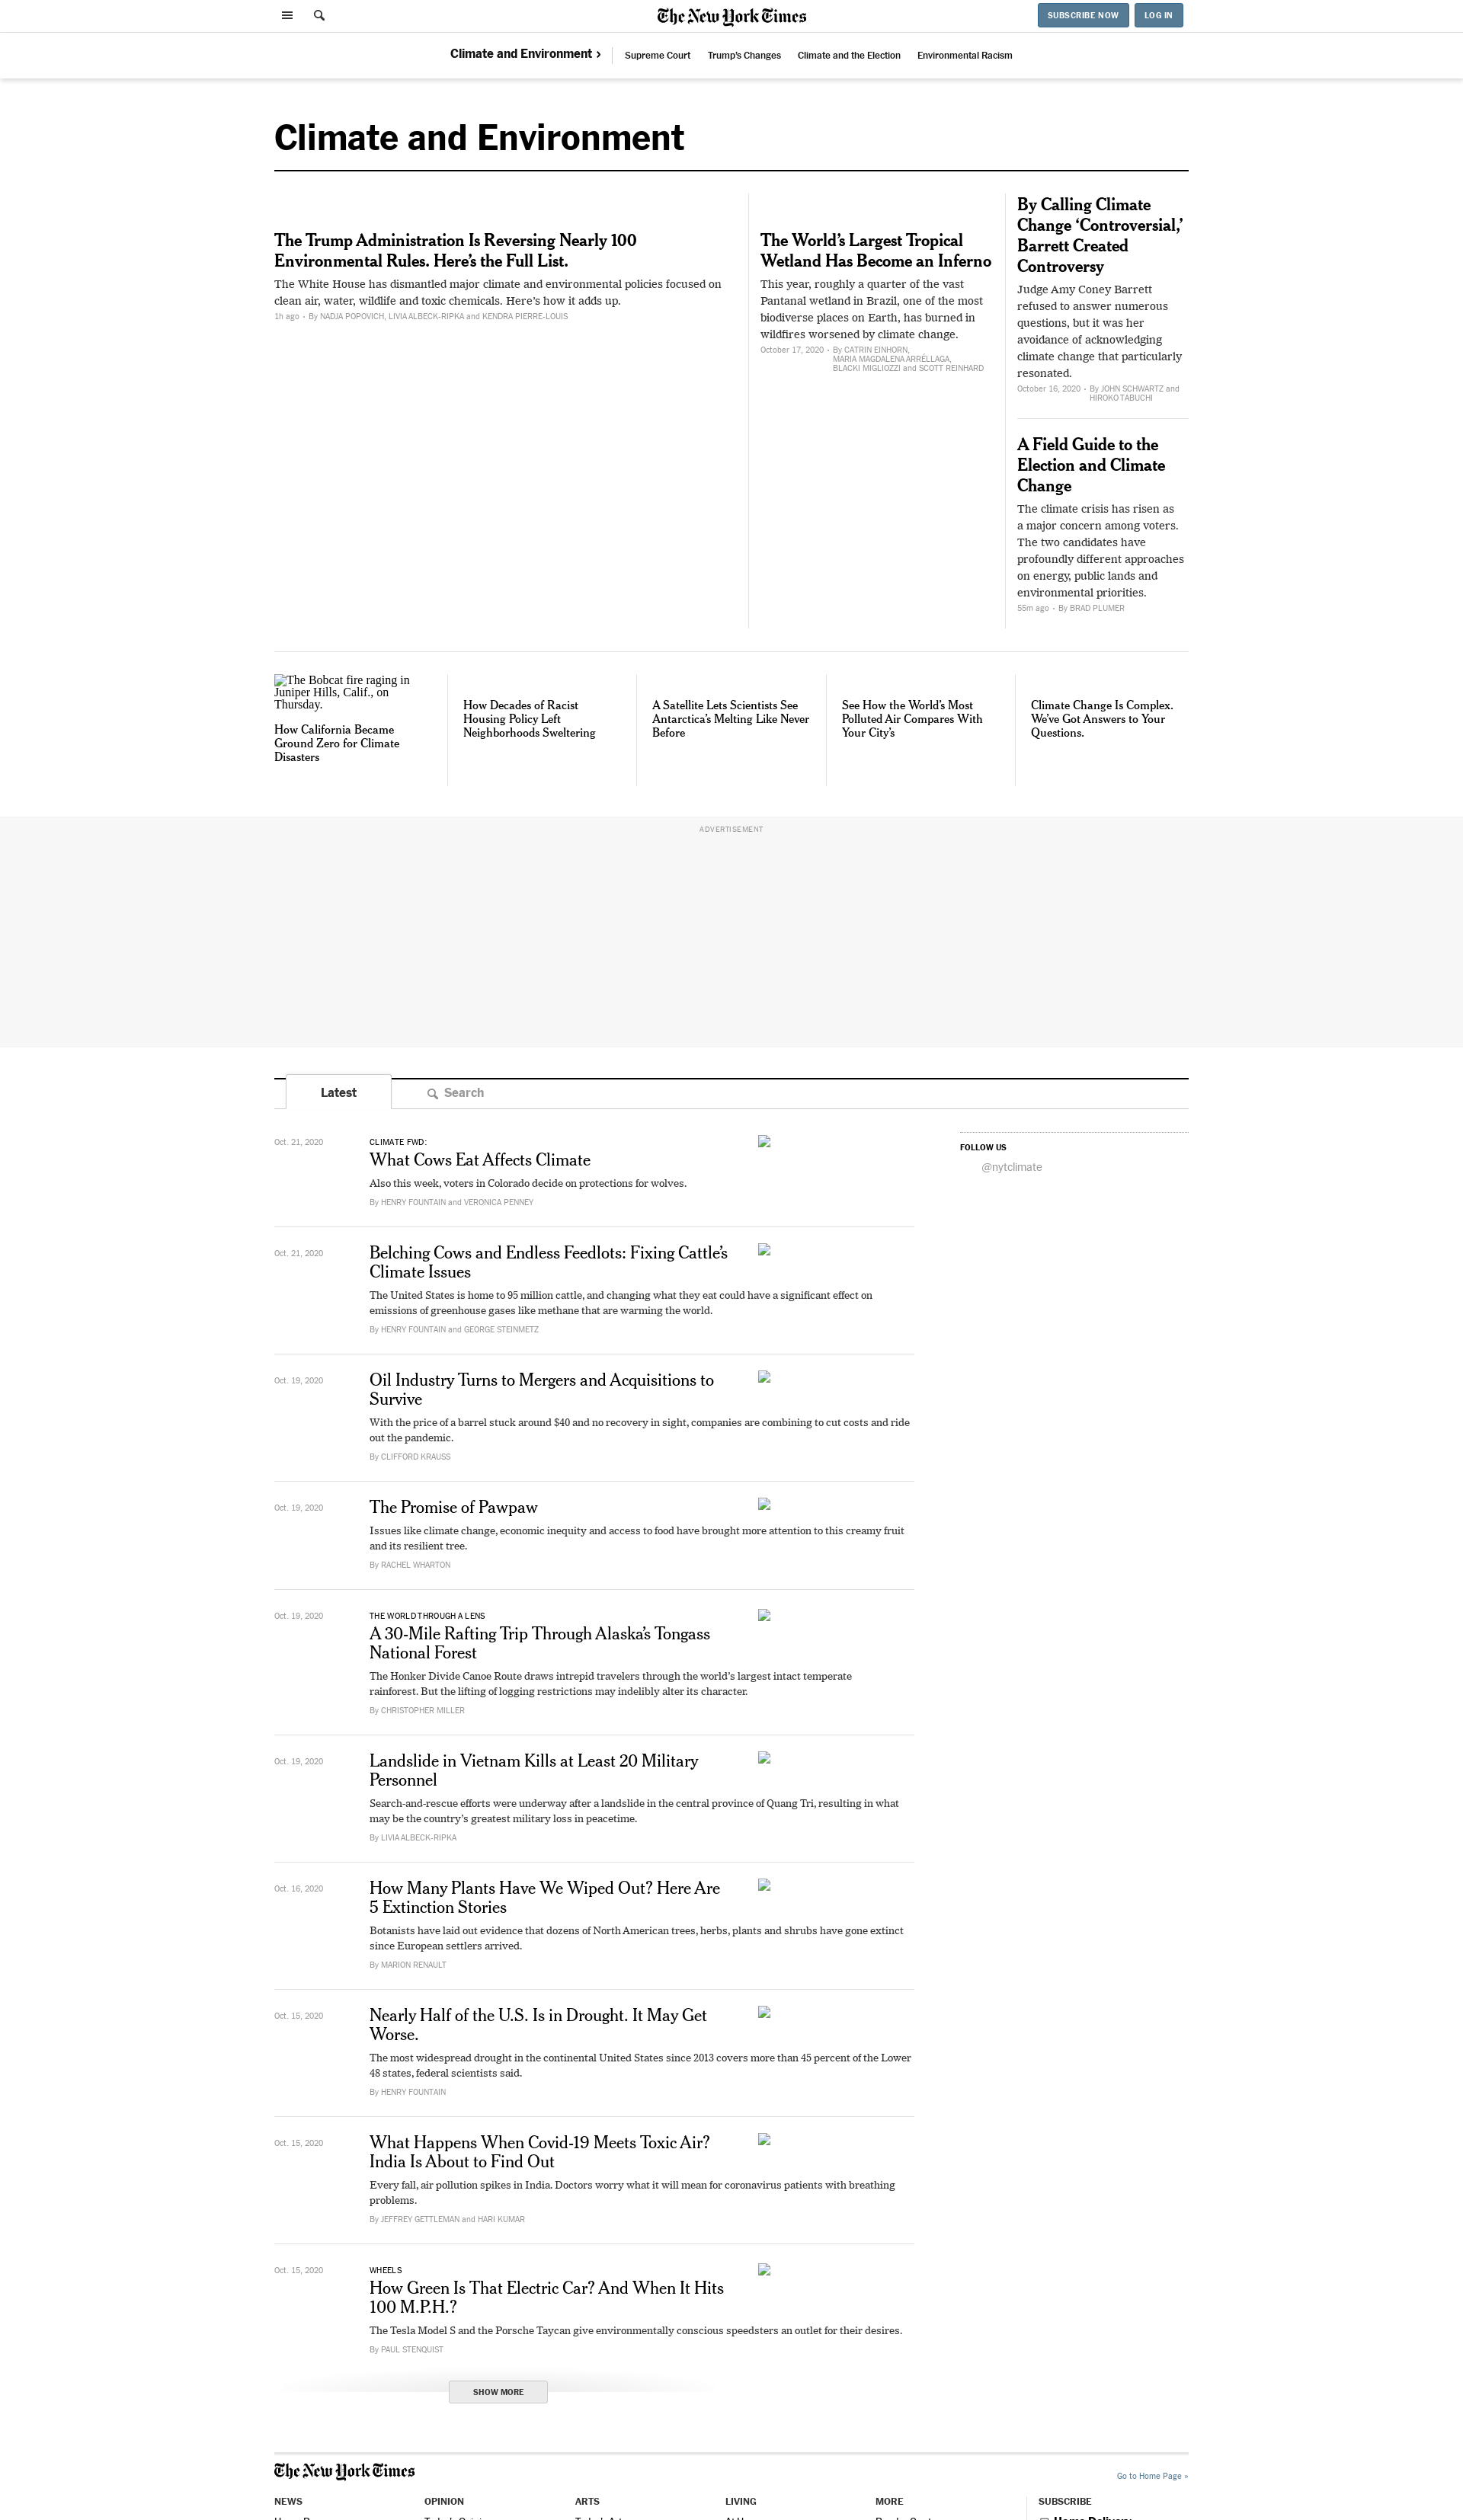 The New York Times
SUBSCRIBE NOW
LOG IN
Climate and Environment ›
Supreme Court
Trump's Changes
Climate and the Election
Environmental Racism
Climate and Environment
The Trump Administration Is Reversing Nearly 100
Environmental Rules. Here's the Full List.
The White House has dismantled major climate and environmental policies focused on
clean air, water, wildlife and toxic chemicals. Here's how it adds up.
1h ago • By NADJA POPOVICH, LIVIA ALBECK-RIPKA and KENDRA PIERRE-LOUIS
The World's Largest Tropical
Wetland Has Become an Inferno
This year, roughly a quarter of the vast
Pantanal wetland in Brazil, one of the most
biodiverse places on Earth, has burned in
wildfires worsened by climate change.
October 17, 2020 • By CATRIN EINHORN,
MARIA MAGDALENA ARRÉLLAGA,
BLACKI MIGLIOZZI and SCOTT REINHARD
By Calling Climate
Change ‘Controversial,’
Barrett Created
Controversy
Judge Amy Coney Barrett
refused to answer numerous
questions, but it was her
avoidance of acknowledging
climate change that particularly
resonated.
October 16, 2020 • By JOHN SCHWARTZ and
HIROKO TABUCHI
A Field Guide to the
Election and Climate
Change
The climate crisis has risen as
a major concern among voters.
The two candidates have
profoundly different approaches
on energy, public lands and
environmental priorities.
55m ago • By BRAD PLUMER
The Bobcat fire raging in
Juniper Hills, Calif., on
Thursday.
How California Became
Ground Zero for Climate
Disasters
How Decades of Racist
Housing Policy Left
Neighborhoods Sweltering
A Satellite Lets Scientists See
Antarctica's Melting Like Never
Before
See How the World's Most
Polluted Air Compares With
Your City's
Climate Change Is Complex.
We've Got Answers to Your
Questions.
ADVERTISEMENT
Latest
Search
Oct. 21, 2020
CLIMATE FWD:
What Cows Eat Affects Climate
Also this week, voters in Colorado decide on protections for wolves.
By HENRY FOUNTAIN and VERONICA PENNEY
FOLLOW US
@nytclimate
Oct. 21, 2020
Belching Cows and Endless Feedlots: Fixing Cattle's
Climate Issues
The United States is home to 95 million cattle, and changing what they eat could have a significant effect on
emissions of greenhouse gases like methane that are warming the world.
By HENRY FOUNTAIN and GEORGE STEINMETZ
Oct. 19, 2020
Oil Industry Turns to Mergers and Acquisitions to
Survive
With the price of a barrel stuck around $40 and no recovery in sight, companies are combining to cut costs and ride
out the pandemic.
By CLIFFORD KRAUSS
Oct. 19, 2020
The Promise of Pawpaw
Issues like climate change, economic inequity and access to food have brought more attention to this creamy fruit
and its resilient tree.
By RACHEL WHARTON
Oct. 19, 2020
THE WORLD THROUGH A LENS
A 30-Mile Rafting Trip Through Alaska's Tongass
National Forest
The Honker Divide Canoe Route draws intrepid travelers through the world's largest intact temperate
rainforest. But the lifting of logging restrictions may indelibly alter its character.
By CHRISTOPHER MILLER
Oct. 19, 2020
Landslide in Vietnam Kills at Least 20 Military
Personnel
Search-and-rescue efforts were underway after a landslide in the central province of Quang Tri, resulting in what
may be the country's greatest military loss in peacetime.
By LIVIA ALBECK-RIPKA
Oct. 16, 2020
How Many Plants Have We Wiped Out? Here Are
5 Extinction Stories
Botanists have laid out evidence that dozens of North American trees, herbs, plants and shrubs have gone extinct
since European settlers arrived.
By MARION RENAULT
Oct. 15, 2020
Nearly Half of the U.S. Is in Drought. It May Get
Worse.
The most widespread drought in the continental United States since 2013 covers more than 45 percent of the Lower
48 states, federal scientists said.
By HENRY FOUNTAIN
Oct. 15, 2020
What Happens When Covid-19 Meets Toxic Air?
India Is About to Find Out
Every fall, air pollution spikes in India. Doctors worry what it will mean for coronavirus patients with breathing
problems.
By JEFFREY GETTLEMAN and HARI KUMAR
Oct. 15, 2020
WHEELS
How Green Is That Electric Car? And When It Hits
100 M.P.H.?
The Tesla Model S and the Porsche Taycan give environmentally conscious speedsters an outlet for their desires.
By PAUL STENQUIST
SHOW MORE
The New York Times
Go to Home Page »
NEWS
OPINION
ARTS
LIVING
MORE
SUBSCRIBE